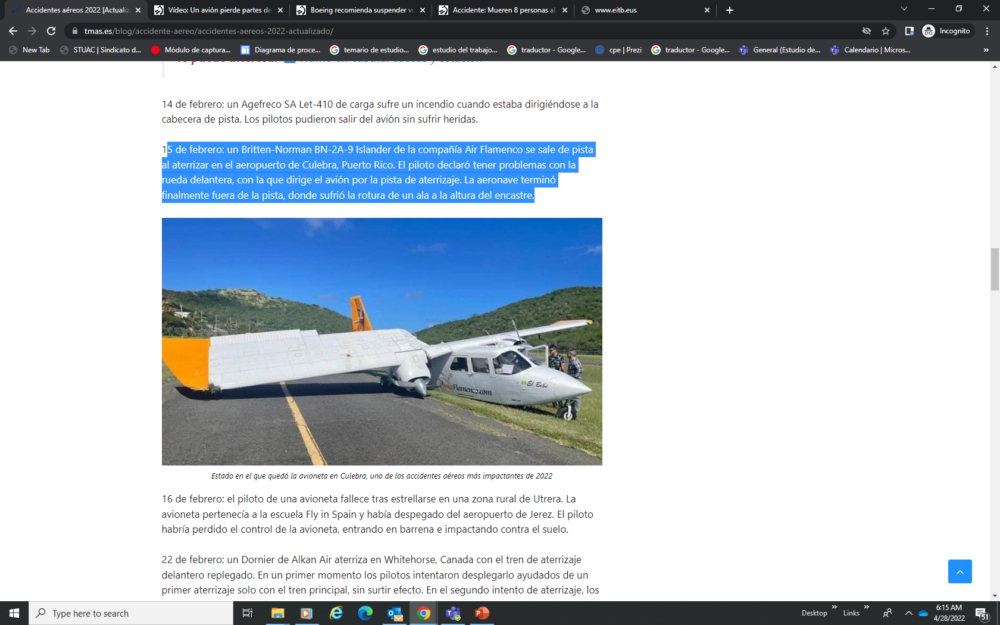 Accidentes aéreos 2022 [Actualiz
Vídeo: Un avión pierde partes de
Boeing recomienda suspender vu
Accidente: Mueren 8 personas al
www.eitb.eus
tmas.es/blog/accidente-aereo/accidentes-aereos-2022-actualizado/
Incognito
New Tab
STUAC | Sindicato d...
Módulo de captura...
Diagrama de proce...
temario de estudio...
estudio del trabajo...
traductor - Google...
cpe | Prezi
traductor - Google...
General (Estudio de...
Calendario | Micros...
14 de febrero: un Agefreco SA Let-410 de carga sufre un incendio cuando estaba dirigiéndose a la
cabecera de pista. Los pilotos pudieron salir del avión sin sufrir heridas.
15 de febrero: un Britten-Norman BN-2A-9 Islander de la compañía Air Flamenco se sale de pista
al aterrizar en el aeropuerto de Culebra, Puerto Rico. El piloto declaró tener problemas con la
rueda delantera, con la que dirige el avión por la pista de aterrizaje. La aeronave terminó
finalmente fuera de la pista, donde sufrió la rotura de un ala a la altura del encastre.
El Bebé
Flamenco.com
Estado en el que quedó la avioneta en Culebra, uno de los accidentes aéreos más impactantes de 2022
16 de febrero: el piloto de una avioneta fallece tras estrellarse en una zona rural de Utrera. La
avioneta pertenecía a la escuela Fly in Spain y había despegado del aeropuerto de Jerez. El piloto
habría perdido el control de la avioneta, entrando en barrena e impactando contra el suelo.
22 de febrero: un Dornier de Alkan Air aterriza en Whitehorse, Canada con el tren de aterrizaje
delantero replegado. En un primer momento los pilotos intentaron desplegarlo ayudados de un
primer aterrizaje solo con el tren principal, sin surtir efecto. En el segundo intento de aterrizaje, los
Type here to search
Desktop
Links
6:15 AM
4/28/2022
51